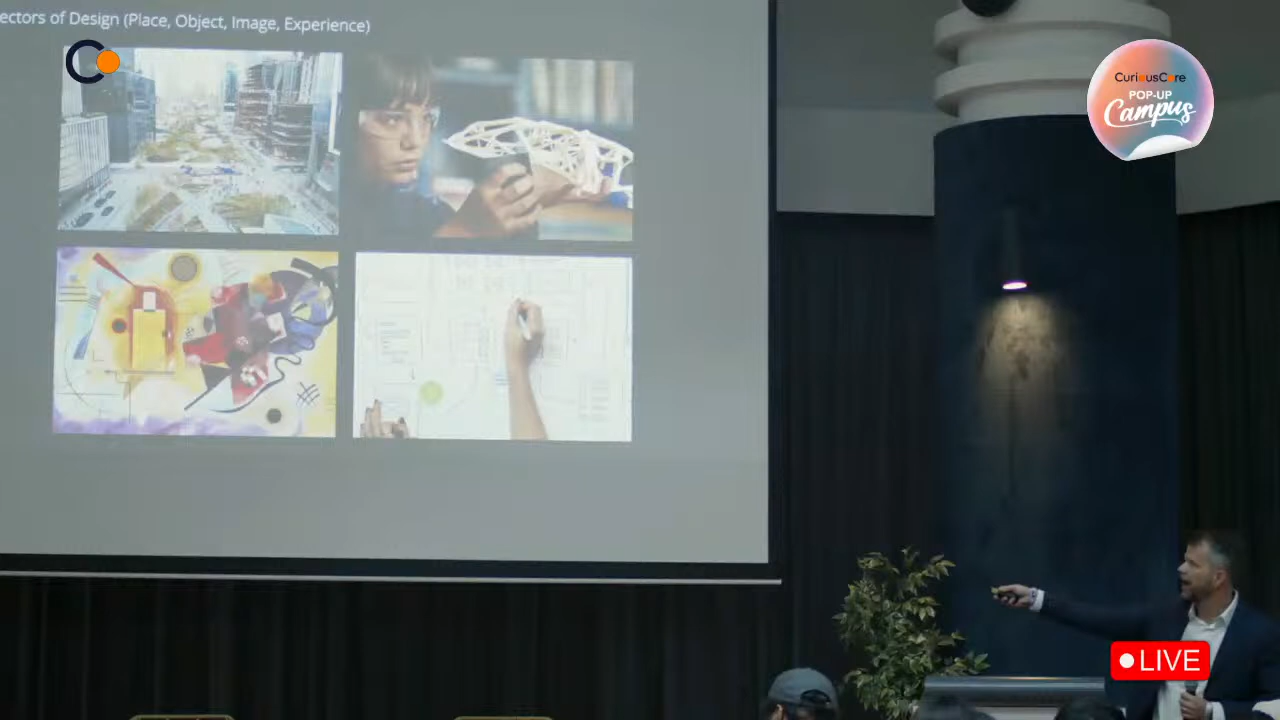 ectors of Design (Place, Object, Image, Experience)
CuriousCore
POP-UP
Campus
LIVE